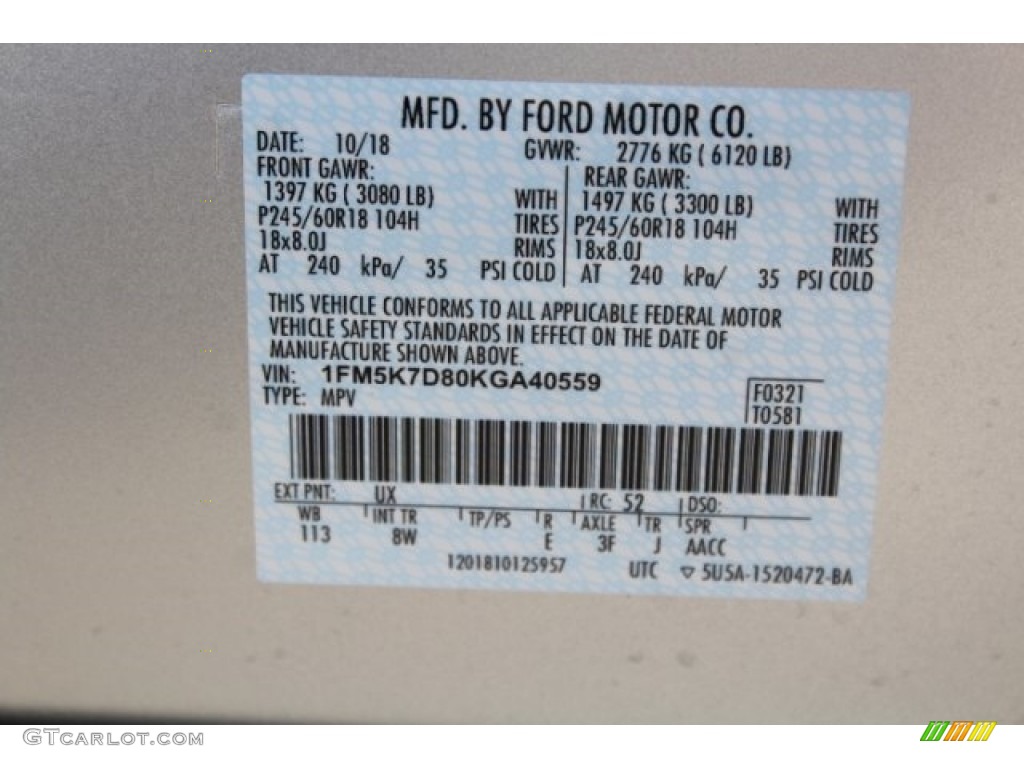 MFD. BY FORD MOTOR CO.
DATE: 10/18 GVWR: 2776 KG ( 6120 LB)
FRONT GAWR: REAR GAWR:
1397 KG ( 3080 LB) WITH 1497 KG ( 3300 LB) WITH
P245/60R18 104H TIRES P245/60R18 104H TIRES
18x8.0J RIMS 18x8.0J RIMS
AT 240 kPa/ 35 PSI COLD AT 240 kPa/ 35 PSI COLD
THIS VEHICLE CONFORMS TO ALL APPLICABLE FEDERAL MOTOR
VEHICLE SAFETY STANDARDS IN EFFECT ON THE DATE OF
MANUFACTURE SHOWN ABOVE.
VIN: 1FM5K7D80KGA40559
TYPE: MPV
F0321
T0581
EXT PNT: UX RC: 52 DSO:
WB INT TR TP/PS R AXLE TR SPR
113 8W E 3F J AACC
1201810125957 UTC ▽ 5U5A-1520472-BA
GTcarlot.com